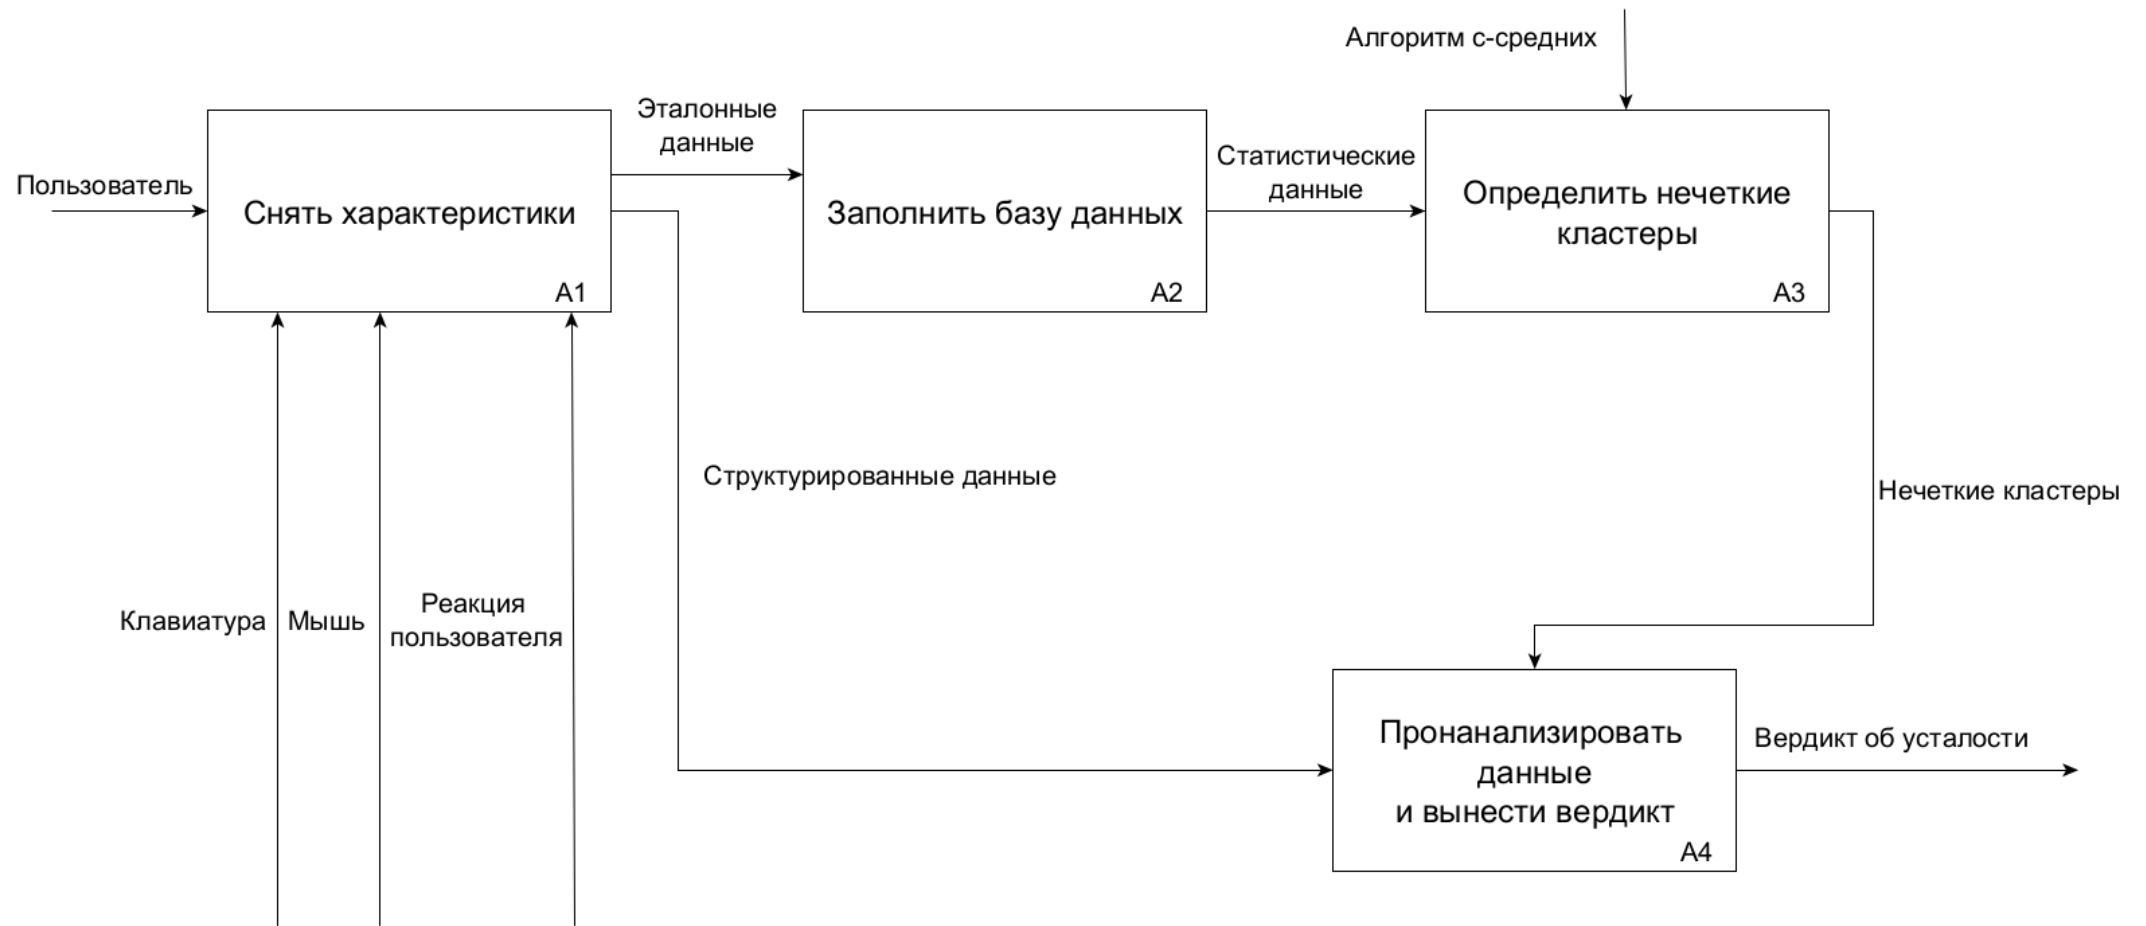 Алгоритм с-средних
Эталонные
данные
Статистические
данные
Пользователь
Снять характеристики
A1
Заполнить базу данных
A2
Определить нечеткие
кластеры
A3
Структурированные данные
Нечеткие кластеры
Клавиатура
Мышь
Реакция
пользователя
Пронанализировать
данные
и вынести вердикт
A4
Вердикт об усталости